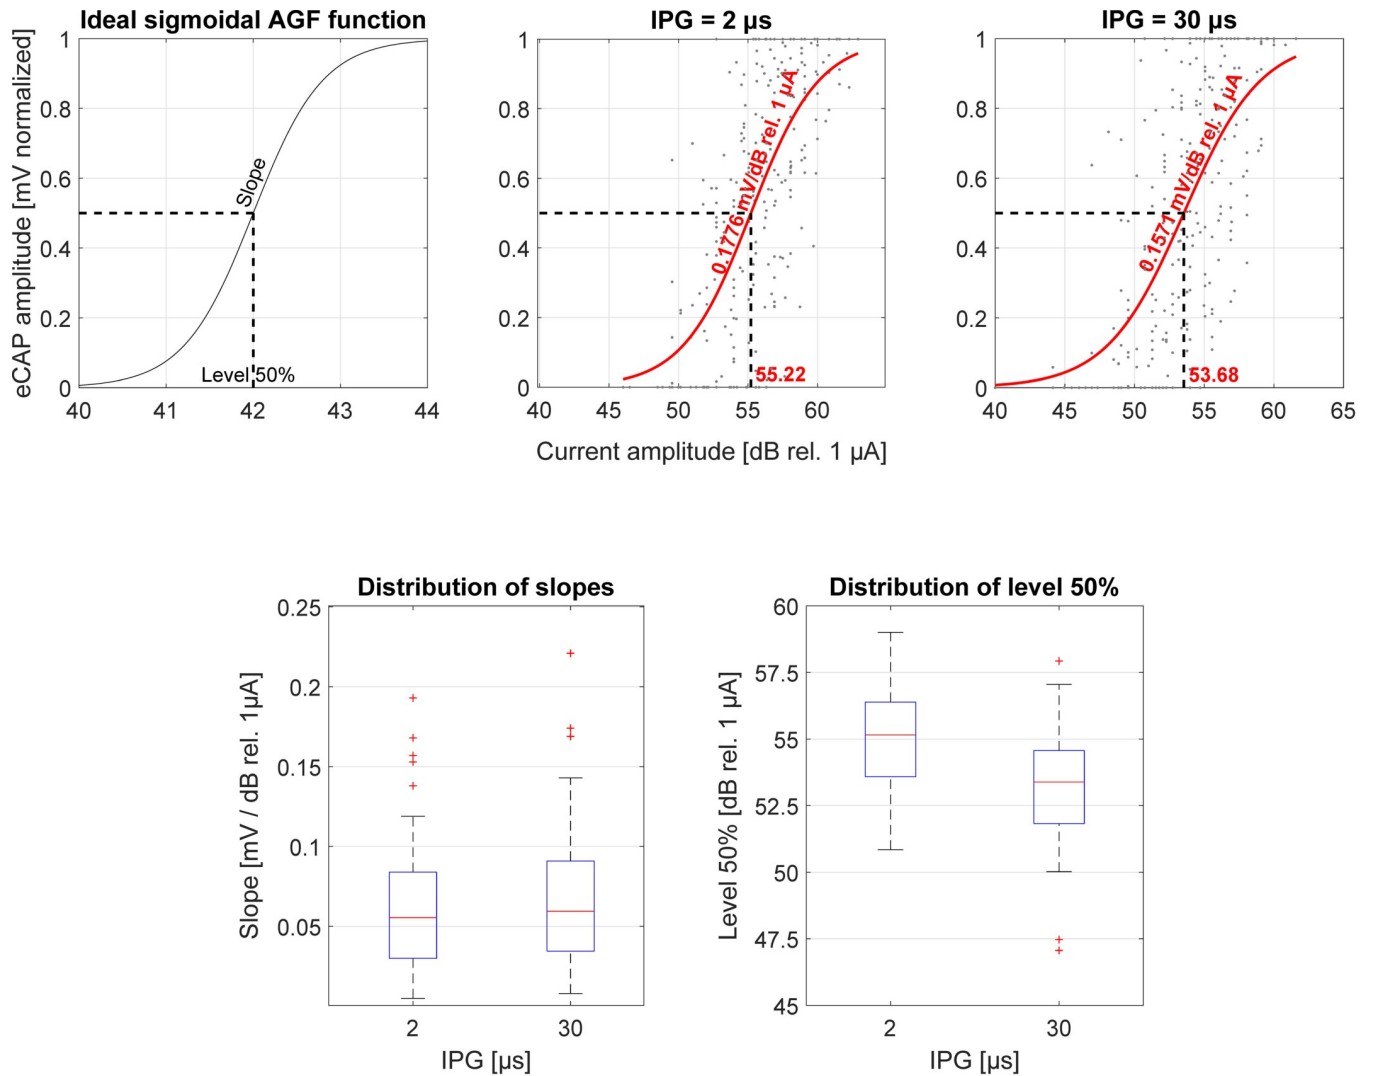 Ideal sigmoidal AGF function
IPG = 2 µs
IPG = 30 µs
eCAP amplitude [mV normalized]
1
0.8
0.6
0.4
0.2
0
Slope
Level 50%
40 41 42 43 44
1
0.8
0.6
0.4
0.2
0
0.1776 mV/dB rel. 1 µA
55.22
40 45 50 55 60
1
0.8
0.6
0.4
0.2
0
0.1571 mV/dB rel. 1 µA
53.68
40 45 50 55 60 65
Current amplitude [dB rel. 1 µA]
Distribution of slopes
Slope [mV / dB rel. 1µA]
0.25
0.2
0.15
0.1
0.05
2 30
IPG [µs]
Distribution of level 50%
Level 50% [dB rel. 1 µA]
60
57.5
55
52.5
50
47.5
45
2 30
IPG [µs]